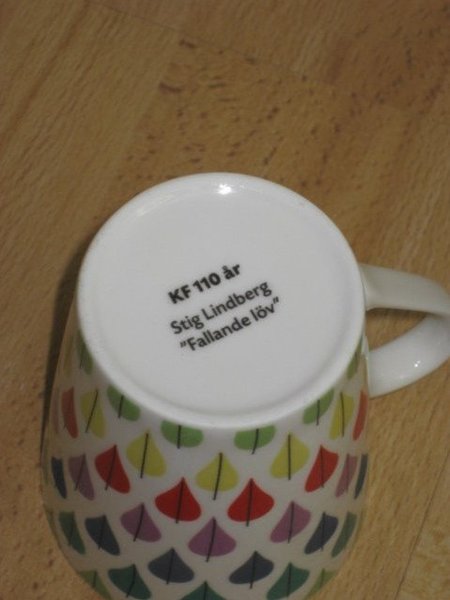 KF 110 år
Stig Lindberg
"Fallande löv"